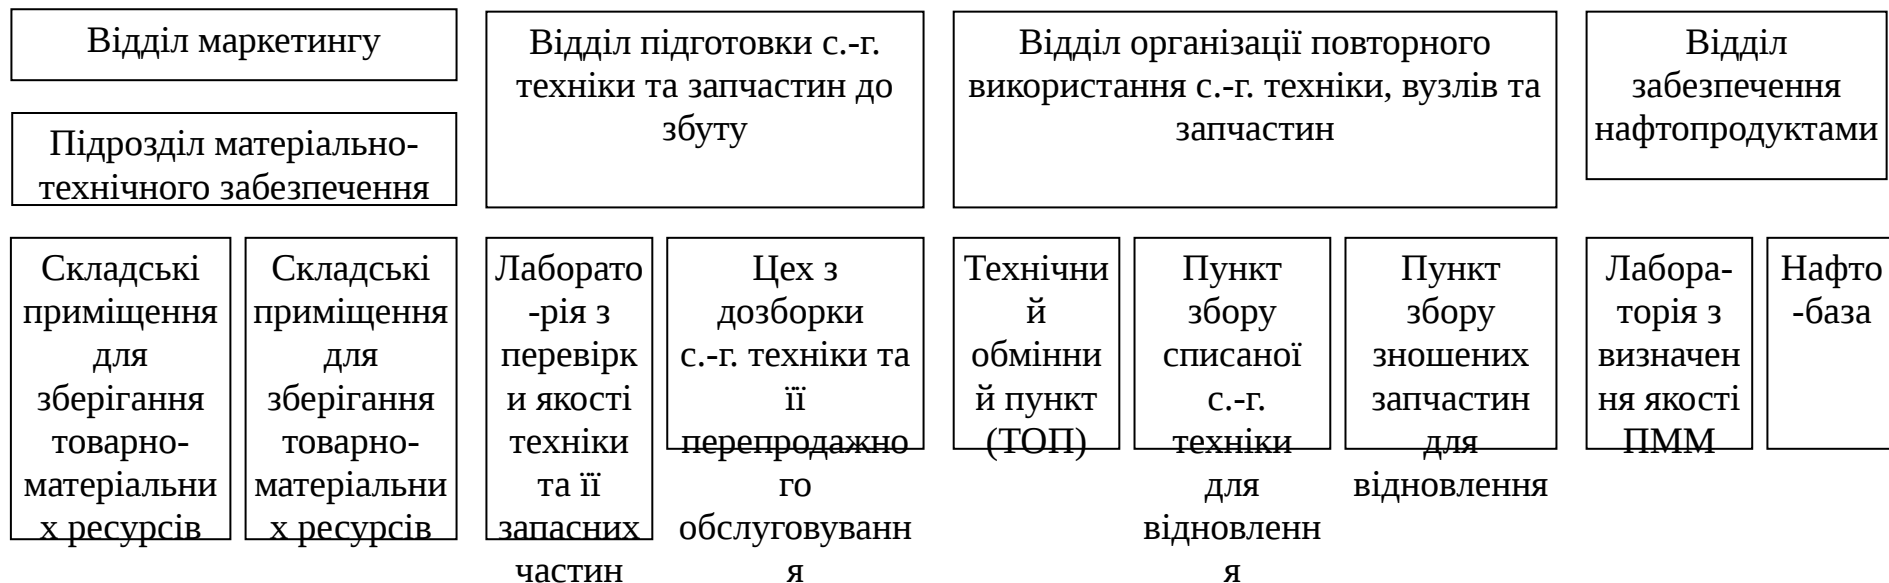 Відділ маркетингу
Підрозділ матеріально-
технічного забезпечення
Відділ підготовки с.-г.
техніки та запчастин до
збуту
Відділ організації повторного
використання с.-г. техніки, вузлів та
запчастин
Відділ
забезпечення
нафтопродуктами
Складські
приміщення
для
зберігання
товарно-
матеріальни
х ресурсів
Складські
приміщення
для
зберігання
товарно-
матеріальни
х ресурсів
Лаборато
-рія з
перевірк
и якості
техніки
та її
запасних
частин
Цех з
дозборки
с.-г. техніки та
її
перепродажно
го
обслуговуванн
я
Технічни
й
обмінни
й пункт
(ТОП)
Пункт
збору
списаної
с.-г.
техніки
для
відновленн
я
Пункт
збору
зношених
запчастин
для
відновлення
Лабора-
торія з
визначен
ня якості
ПММ
Нафто
-база